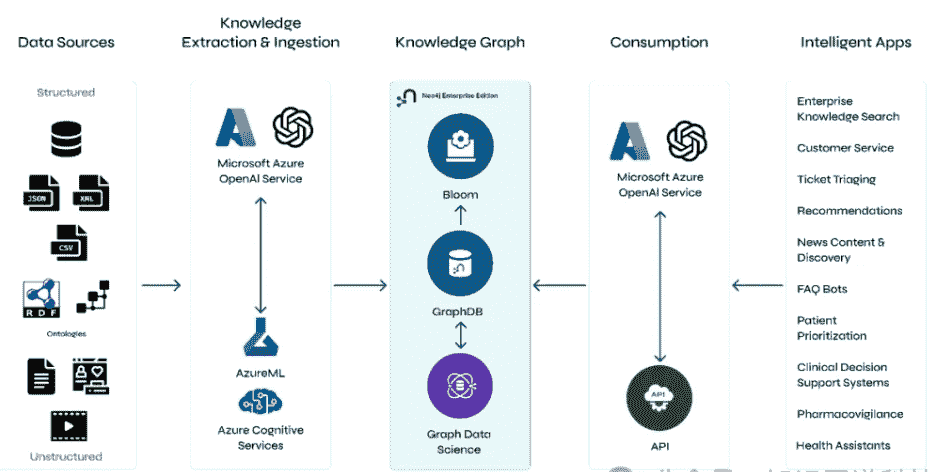 Data Sources
Knowledge
Extraction & Ingestion
Knowledge Graph
Consumption
Intelligent Apps
Structured
JSON
XML
CSV
RDF
Ontologies
Unstructured
Microsoft Azure
OpenAI Service
AzureML
Azure Cognitive
Services
Neo4j Enterprise Edition
Bloom
GraphDB
Graph Data
Science
Microsoft Azure
OpenAI Service
API
API
Enterprise
Knowledge Search
Customer Service
Ticket Triaging
Recommendations
News Content &
Discovery
FAQ Bots
Patient
Prioritization
Clinical Decision
Support Systems
Pharmacovigilance
Health Assistants